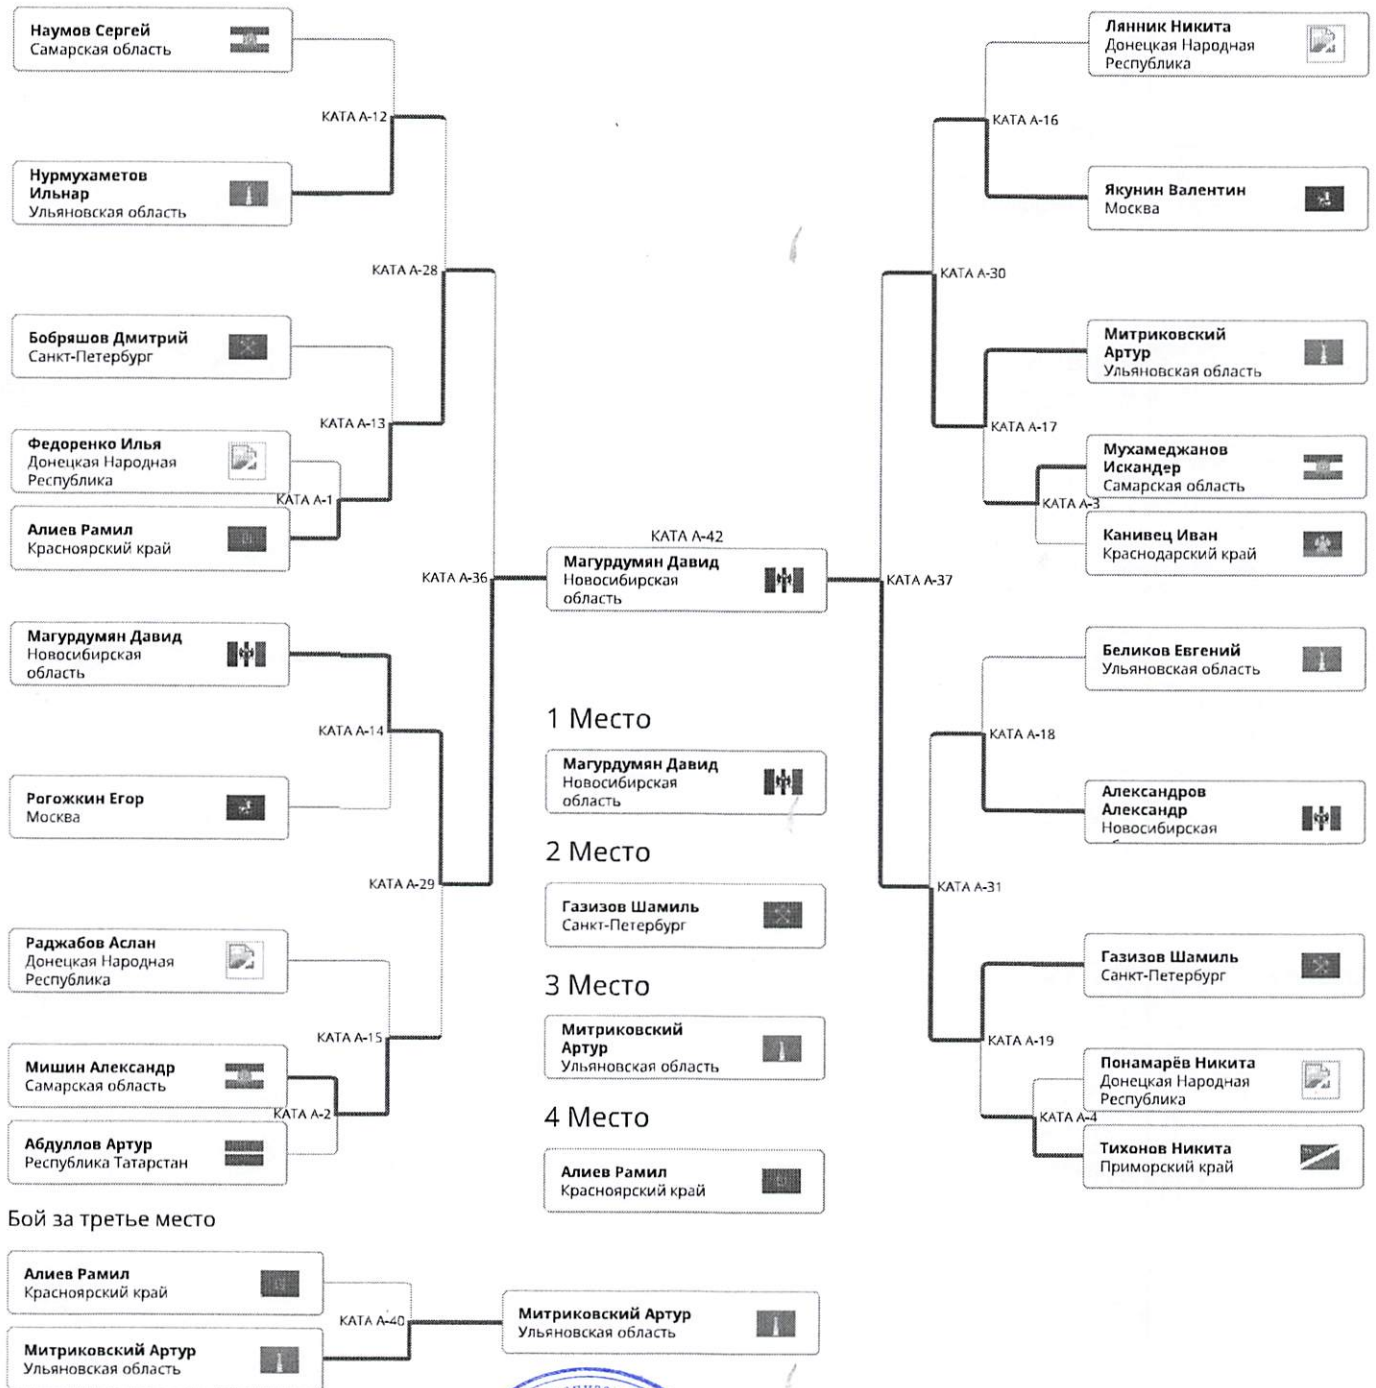 Наумов Сергей
Самарская область
КАТА A-12
Нурмухаметов
Ильнар
Ульяновская область
КАТА A-28
Бобряшов Дмитрий
Санкт-Петербург
КАТА A-13
Федоренко Илья
Донецкая Народная
Республика
КАТА A-1
Алиев Рамил
Красноярский край
КАТА A-36
Магурдумян Давид
Новосибирская
область
КАТА A-14
Рогожкин Егор
Москва
КАТА A-29
Раджабов Аслан
Донецкая Народная
Республика
КАТА A-15
Мишин Александр
Самарская область
КАТА A-2
Абдуллов Артур
Республика Татарстан
КАТА A-42
Магурдумян Давид
Новосибирская
область
1 Место
Магурдумян Давид
Новосибирская
область
2 Место
Газизов Шамиль
Санкт-Петербург
3 Место
Митриковский
Артур
Ульяновская область
4 Место
Алиев Рамил
Красноярский край
Лянник Никита
Донецкая Народная
Республика
КАТА A-16
Якунин Валентин
Москва
КАТА A-30
Митриковский
Артур
Ульяновская область
КАТА A-17
Мухамеджанов
Искандер
Самарская область
КАТА A-3
Канивец Иван
Краснодарский край
КАТА A-37
Беликов Евгений
Ульяновская область
КАТА A-18
Александров
Александр
Новосибирская
КАТА A-31
Газизов Шамиль
Санкт-Петербург
КАТА A-19
Понамарёв Никита
Донецкая Народная
Республика
КАТА A-4
Тихонов Никита
Приморский край
Бой за третье место
Алиев Рамил
Красноярский край
КАТА A-40
Митриковский Артур
Ульяновская область
Митриковский Артур
Ульяновская область